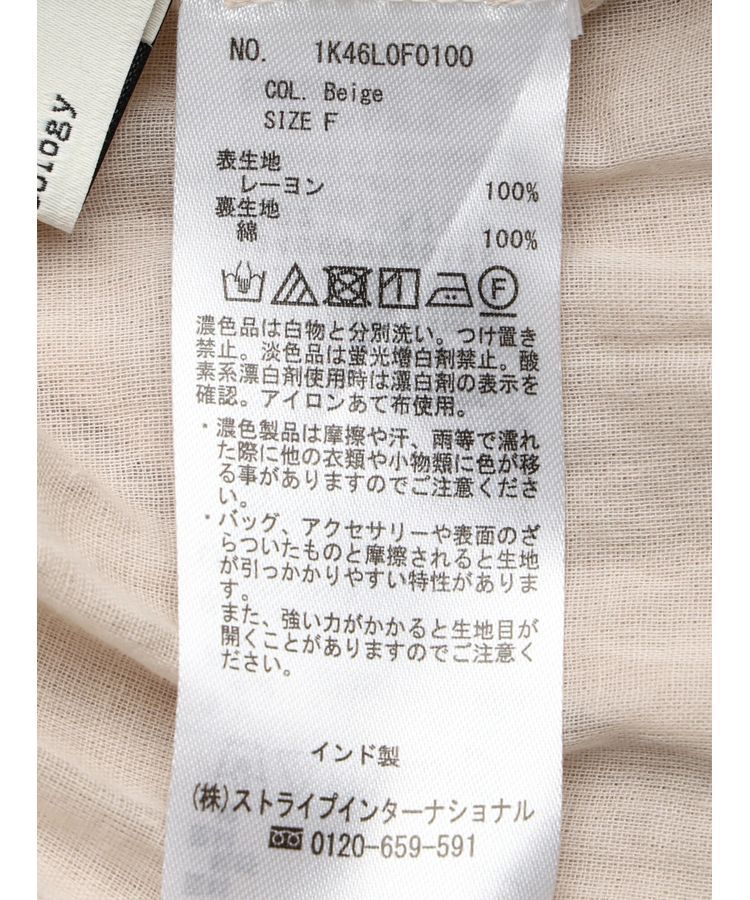 ology
NO. 1K46L0F0100
COL. Beige
SIZE F
表生地
レーヨン 100%
裏生地
綿 100%
F
濃色品は白物と分別洗い。つけ置き
禁止。淡色品は蛍光増白剤禁止。酸
素系漂白剤使用時は漂白剤の表示を
確認。アイロンあて布使用。
・濃色製品は摩擦や汗、雨等で濡れ
た際に他の衣類や小物類に色が移
る事がありますのでご注意くださ
い。
・バッグ、アクセサリーや表面のざ
らついたものと摩擦されると生地
が引っかかりやすい特性がありま
す。
また、強い力がかかると生地目が
開くことがありますのでご注意く
ださい。
インド製
(株)ストライプインターナショナル
0120-659-591